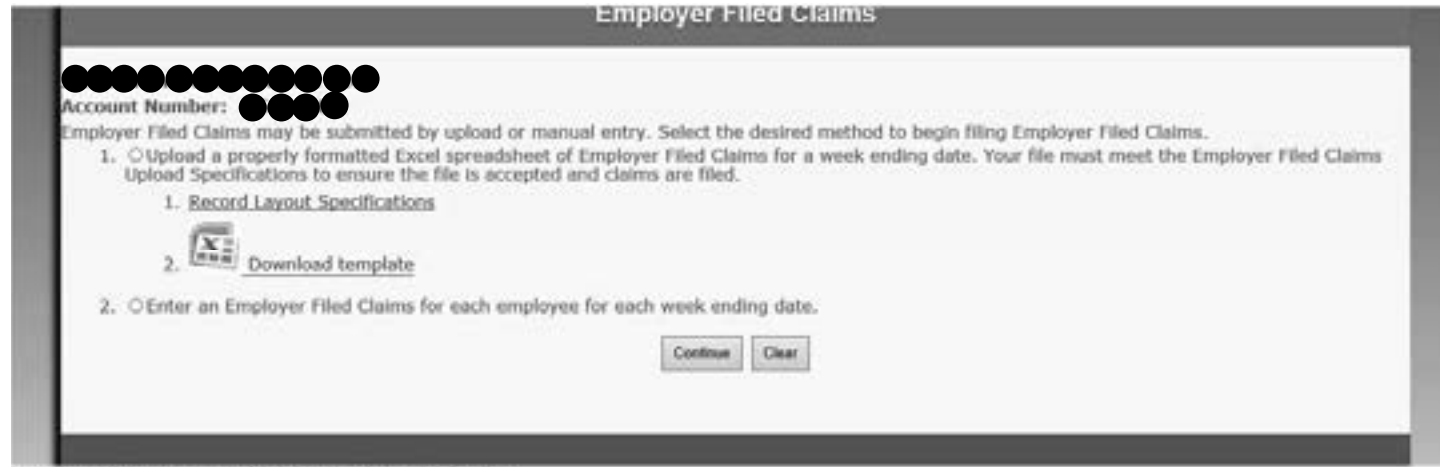 Employer Filed Claims
Account Number:
Employer Filed Claims may be submitted by upload or manual entry. Select the desired method to begin filing Employer Filed Claims.
1. Upload a properly formatted Excel spreadsheet of Employer Filed Claims for a week ending date. Your file must meet the Employer Filed Claims
Upload Specifications to ensure the file is accepted and claims are filed.
1. Record Layout Specifications
2. Download template
2. Enter an Employer Filed Claims for each employee for each week ending date.
Continue Clear